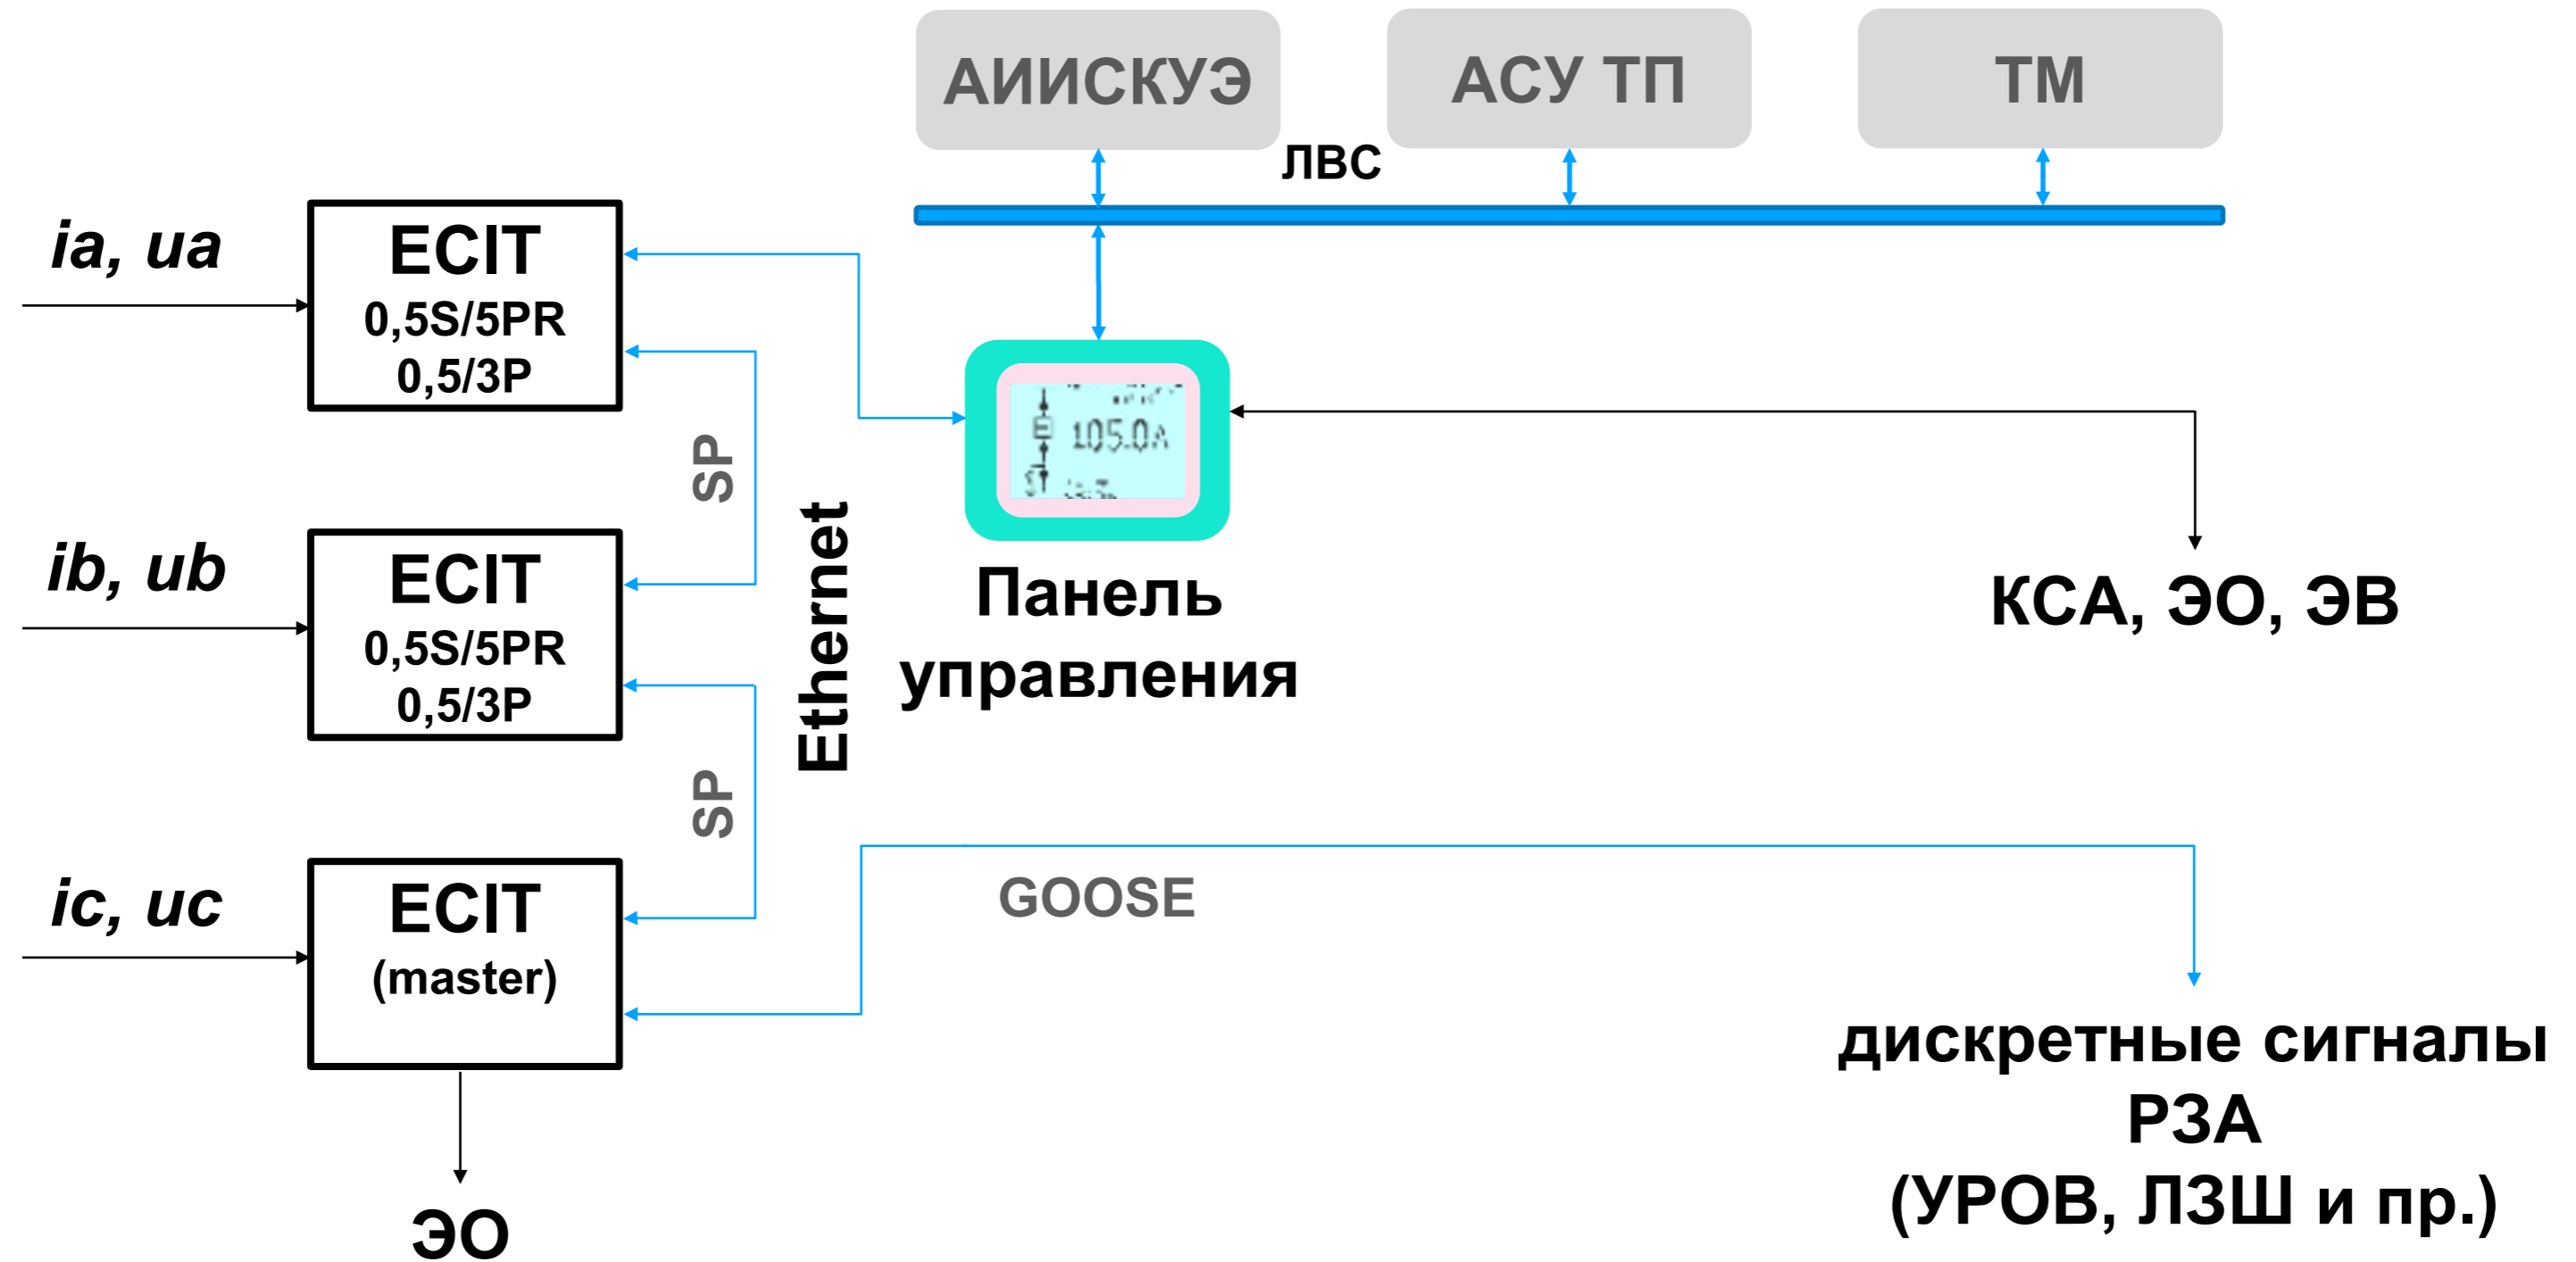 АИИСКУЭ
АСУ ТП
ТМ
ЛВС
ia, ua
ECIT
0,5S/5PR
0,5/3P
SP
105.0A
Панель
управления
Ethernet
КСА, ЭО, ЭВ
ib, ub
ECIT
0,5S/5PR
0,5/3P
SP
ic, uc
ECIT
(master)
GOOSE
ЭО
дискретные сигналы
РЗА
(УРОВ, ЛЗШ и пр.)